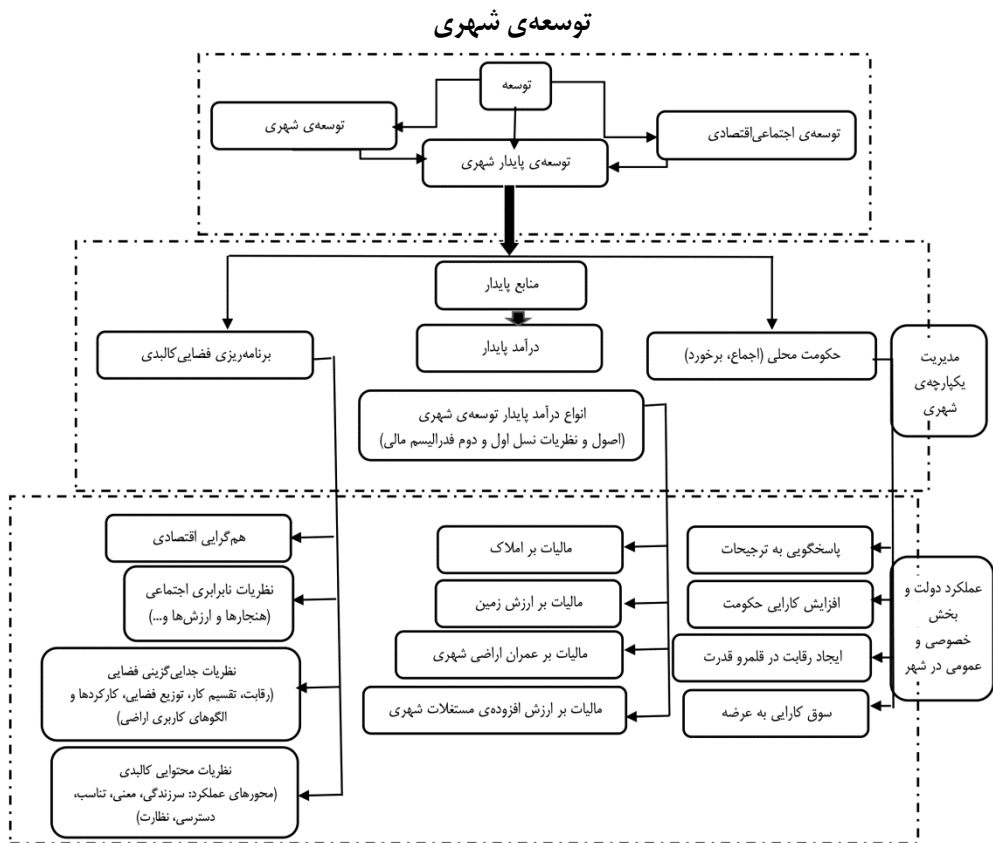 توسعه‌ی شهری
توسعه
توسعه‌ی اجتماعی‌اقتصادی
توسعه‌ی شهری
توسعه‌ی پایدار شهری
منابع پایدار
درآمد پایدار
مدیریت
یکپارچه‌ی
شهری
حکومت محلی (اجماع، برخورد)
برنامه‌ریزی فضایی‌کالبدی
انواع درآمد پایدار توسعه‌ی شهری
(اصول و نظریات نسل اول و دوم فدرالیسم مالی)
عملکرد دولت و
بخش
خصوصی و
عمومی در شهر
پاسخگویی به ترجیحات
افزایش کارایی حکومت
ایجاد رقابت در قلمرو قدرت
سوق کارایی به عرضه
مالیات بر املاک
مالیات بر ارزش زمین
مالیات بر عمران اراضی شهری
مالیات بر ارزش افزوده‌ی مستغلات شهری
هم‌گرایی اقتصادی
نظریات نابرابری اجتماعی
(هنجارها و ارزش‌ها و...)
نظریات جدایی‌گزینی فضایی
(رقابت، تقسیم کار، توزیع فضایی، کارکردها و
الگوهای کاربری اراضی)
نظریات محتوایی کالبدی
(محورهای عملکرد: سرزندگی، معنی، تناسب،
دسترسی، نظارت)